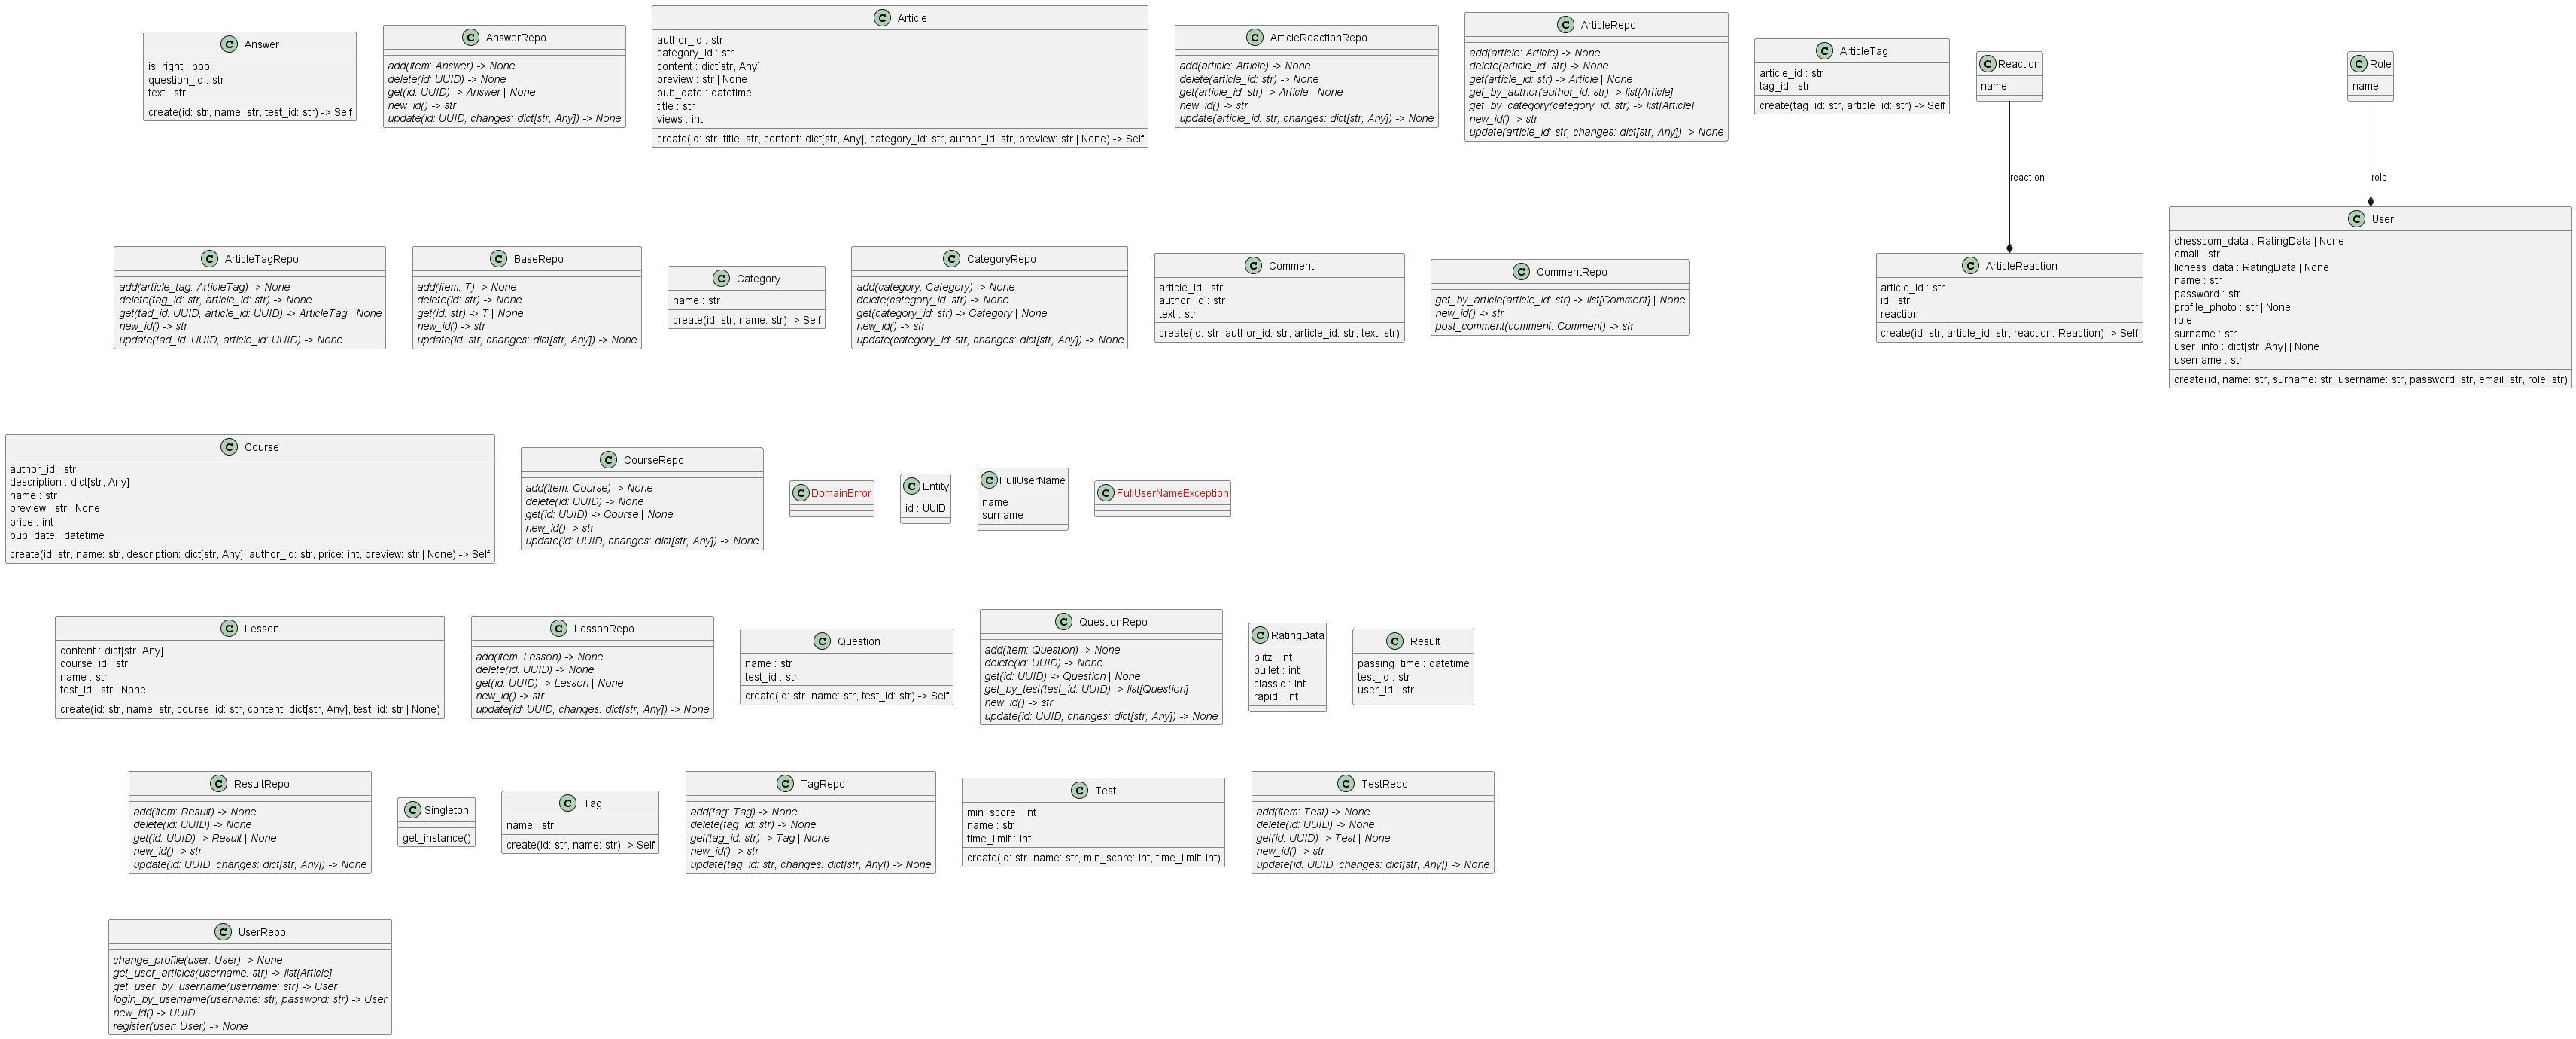 Answer
is_right : bool
question_id : str
text : str
create(id: str, name: str, test_id: str) -> Self
AnswerRepo
add(item: Answer) -> None
delete(id: UUID) -> None
get(id: UUID) -> Answer | None
new_id() -> str
update(id: UUID, changes: dict[str, Any]) -> None
Article
author_id : str
category_id : str
content : dict[str, Any]
preview : str | None
pub_date : datetime
title : str
views : int
create(id: str, title: str, content: dict[str, Any], category_id: str, author_id: str, preview: str | None) -> Self
ArticleReactionRepo
add(article: Article) -> None
delete(article_id: str) -> None
get(article_id: str) -> Article | None
new_id() -> str
update(article_id: str, changes: dict[str, Any]) -> None
ArticleRepo
add(article: Article) -> None
delete(article_id: str) -> None
get(article_id: str) -> Article | None
get_by_author(author_id: str) -> list[Article]
get_by_category(category_id: str) -> list[Article]
new_id() -> str
update(article_id: str, changes: dict[str, Any]) -> None
ArticleTag
article_id : str
tag_id : str
create(tag_id: str, article_id: str) -> Self
Reaction
name
Role
name
reaction
role
ArticleTagRepo
add(article_tag: ArticleTag) -> None
delete(tag_id: str, article_id: str) -> None
get(tad_id: UUID, article_id: UUID) -> ArticleTag | None
new_id() -> str
update(tad_id: UUID, article_id: UUID) -> None
BaseRepo
add(item: T) -> None
delete(id: str) -> None
get(id: str) -> T | None
new_id() -> str
update(id: str, changes: dict[str, Any]) -> None
Category
name : str
create(id: str, name: str) -> Self
CategoryRepo
add(category: Category) -> None
delete(category_id: str) -> None
get(category_id: str) -> Category | None
new_id() -> str
update(category_id: str, changes: dict[str, Any]) -> None
Comment
article_id : str
author_id : str
text : str
create(id: str, author_id: str, article_id: str, text: str)
CommentRepo
get_by_article(article_id: str) -> list[Comment] | None
new_id() -> str
post_comment(comment: Comment) -> str
ArticleReaction
article_id : str
id : str
reaction
create(id: str, article_id: str, reaction: Reaction) -> Self
User
chesscom_data : RatingData | None
email : str
lichess_data : RatingData | None
name : str
password : str
profile_photo : str | None
role
surname : str
user_info : dict[str, Any] | None
username : str
create(id, name: str, surname: str, username: str, password: str, email: str, role: str)
Course
author_id : str
description : dict[str, Any]
name : str
preview : str | None
price : int
pub_date : datetime
create(id: str, name: str, description: dict[str, Any], author_id: str, price: int, preview: str | None) -> Self
CourseRepo
add(item: Course) -> None
delete(id: UUID) -> None
get(id: UUID) -> Course | None
new_id() -> str
update(id: UUID, changes: dict[str, Any]) -> None
DomainError
Entity
id : UUID
FullUserName
name
surname
FullUserNameException
Lesson
content : dict[str, Any]
course_id : str
name : str
test_id : str | None
create(id: str, name: str, course_id: str, content: dict[str, Any], test_id: str | None)
LessonRepo
add(item: Lesson) -> None
delete(id: UUID) -> None
get(id: UUID) -> Lesson | None
new_id() -> str
update(id: UUID, changes: dict[str, Any]) -> None
Question
name : str
test_id : str
create(id: str, name: str, test_id: str) -> Self
QuestionRepo
add(item: Question) -> None
delete(id: UUID) -> None
get(id: UUID) -> Question | None
get_by_test(test_id: UUID) -> list[Question]
new_id() -> str
update(id: UUID, changes: dict[str, Any]) -> None
RatingData
blitz : int
bullet : int
classic : int
rapid : int
Result
passing_time : datetime
test_id : str
user_id : str
ResultRepo
add(item: Result) -> None
delete(id: UUID) -> None
get(id: UUID) -> Result | None
new_id() -> str
update(id: UUID, changes: dict[str, Any]) -> None
Singleton
get_instance()
Tag
name : str
create(id: str, name: str) -> Self
TagRepo
add(tag: Tag) -> None
delete(tag_id: str) -> None
get(tag_id: str) -> Tag | None
new_id() -> str
update(tag_id: str, changes: dict[str, Any]) -> None
Test
min_score : int
name : str
time_limit : int
create(id: str, name: str, min_score: int, time_limit: int)
TestRepo
add(item: Test) -> None
delete(id: UUID) -> None
get(id: UUID) -> Test | None
new_id() -> str
update(id: UUID, changes: dict[str, Any]) -> None
UserRepo
change_profile(user: User) -> None
get_user_articles(username: str) -> list[Article]
get_user_by_username(username: str) -> User
login_by_username(username: str, password: str) -> User
new_id() -> UUID
register(user: User) -> None